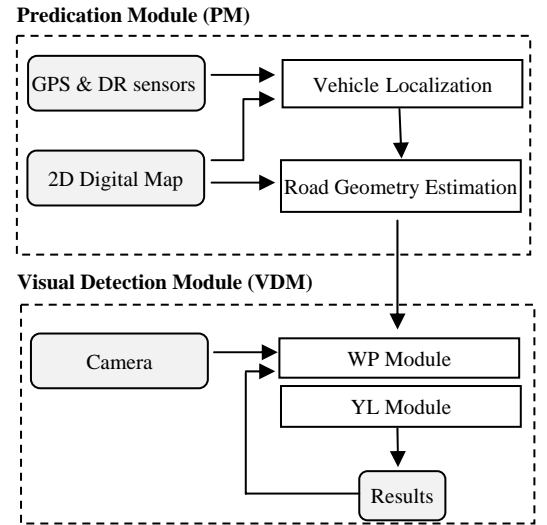 Predication Module (PM)
GPS & DR sensors
Vehicle Localization
2D Digital Map
Road Geometry Estimation
Visual Detection Module (VDM)
Camera
WP Module
YL Module
Results